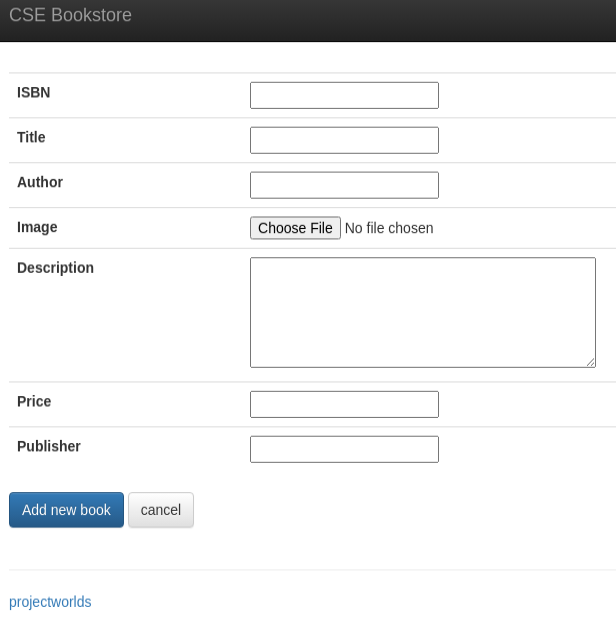 CSE Bookstore
ISBN
Title
Author
Image Choose File No file chosen
Description
Price
Publisher
Add new book cancel
projectworlds